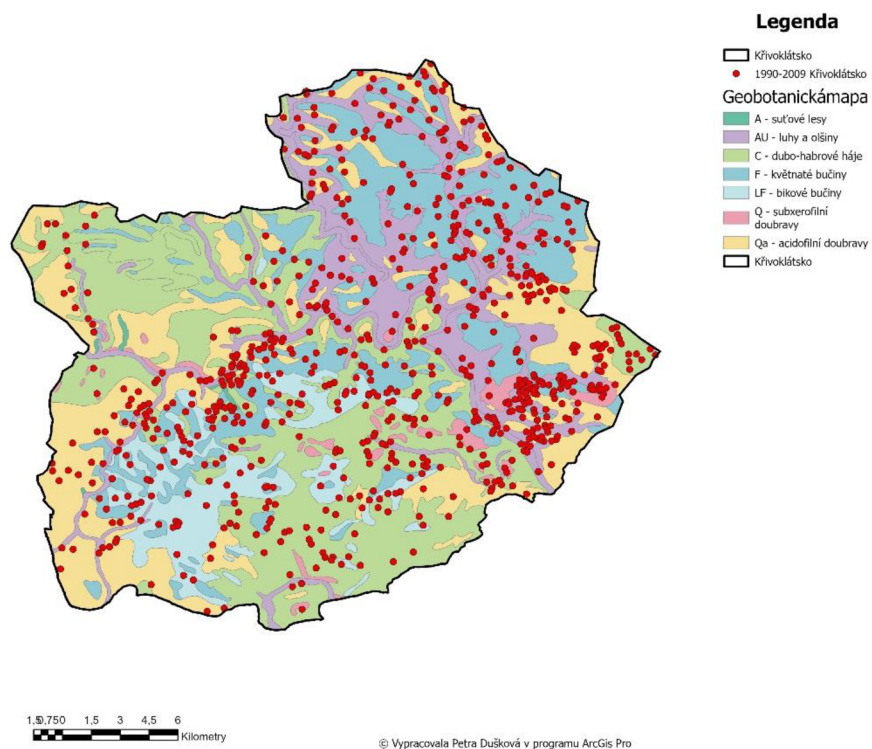 Legenda
Křivoklátsko
1990-2009 Křivoklátsko
Geobotanickámapa
A - suťové lesy
AU - luhy a olšiny
C - dubo-habrové háje
F - květnaté bučiny
LF - bikové bučiny
Q - subxerofilní
doubravy
Qa - acidofilní doubravy
Křivoklátsko
1,50,750 1,5 3 4,5 6
Kilometry
© Vypracovala Petra Dušková v programu ArcGis Pro